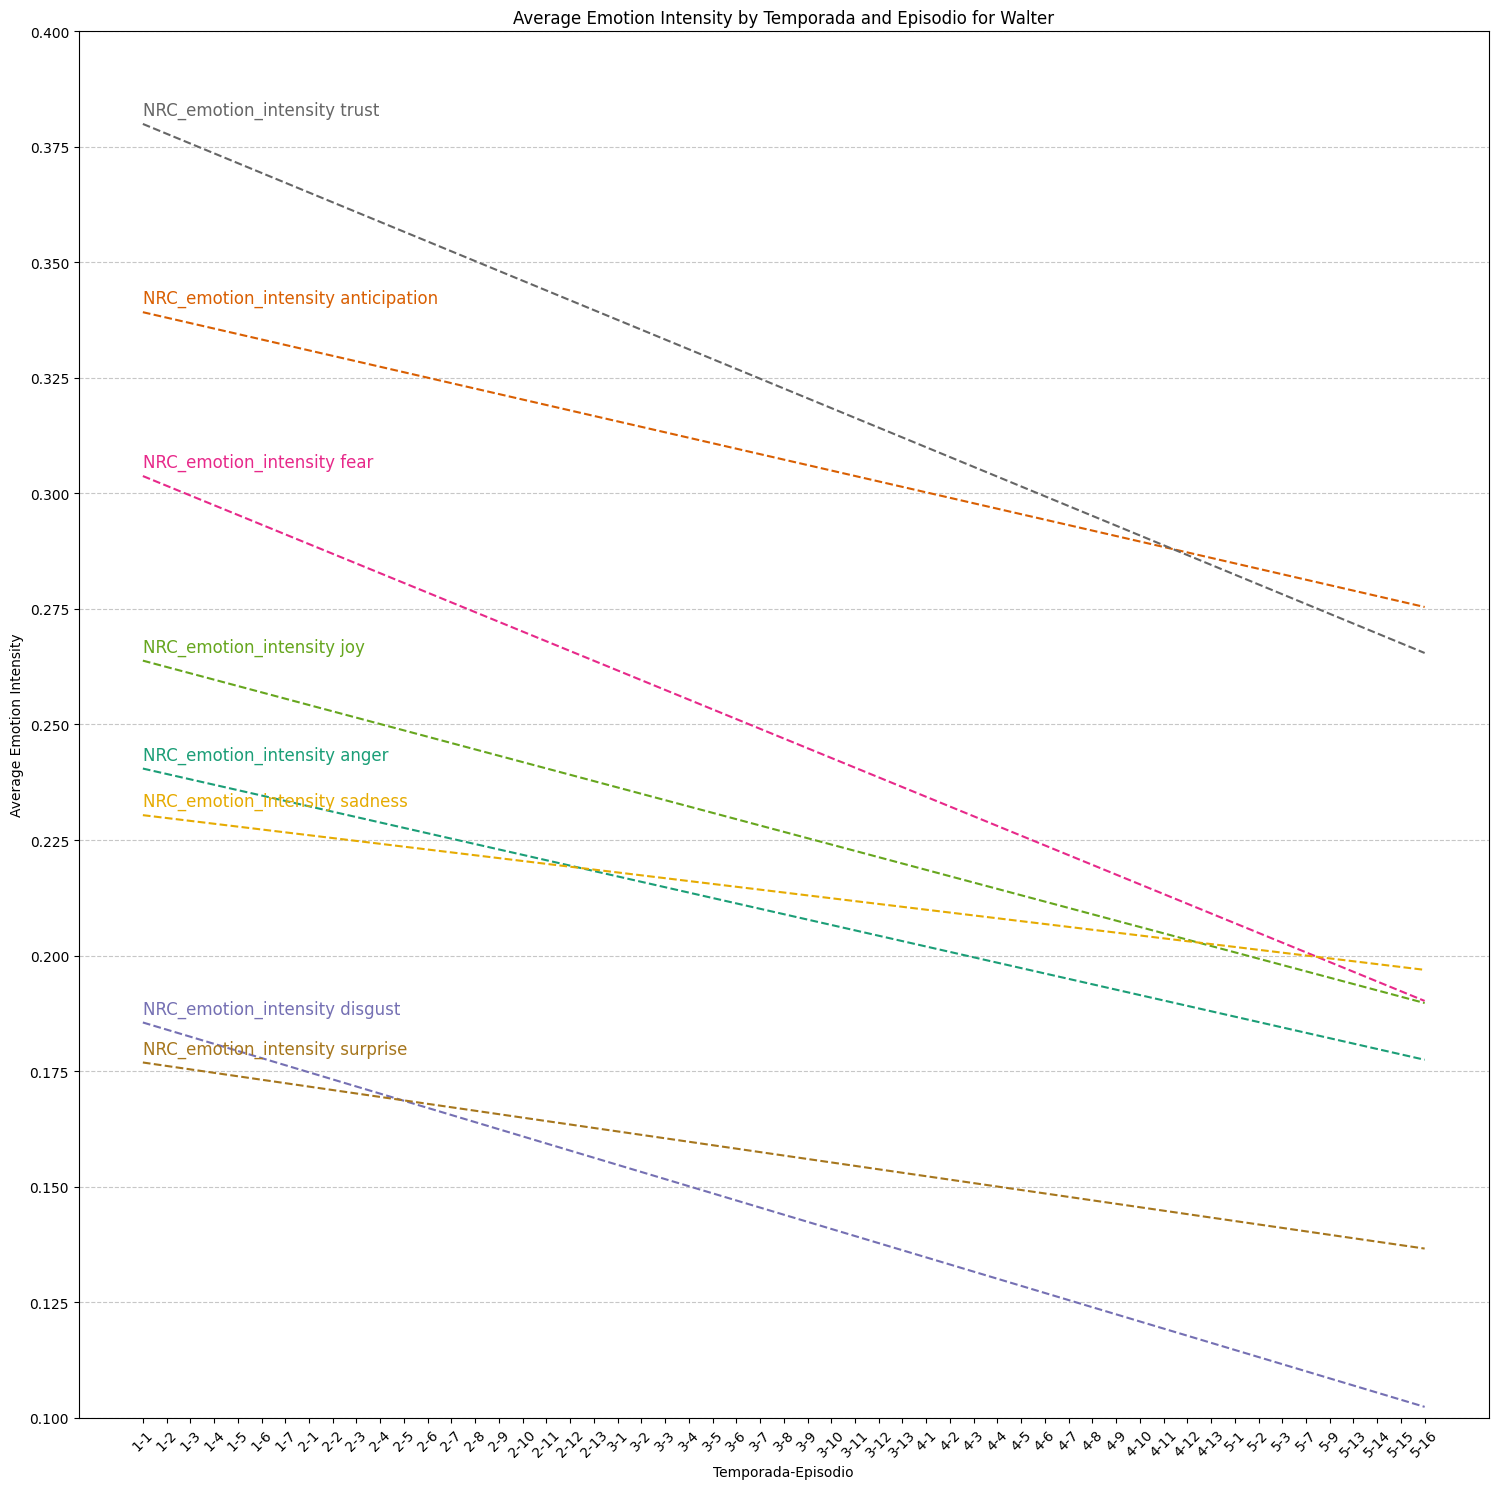 Average Emotion Intensity by Temporada and Episodio for Walter
0.400
0.375
0.350
0.325
0.300
0.275
0.250
0.225
0.200
0.175
0.150
0.125
0.100
Average Emotion Intensity
NRC_emotion_intensity trust
NRC_emotion_intensity anticipation
NRC_emotion_intensity fear
NRC_emotion_intensity joy
NRC_emotion_intensity anger
NRC_emotion_intensity sadness
NRC_emotion_intensity disgust
NRC_emotion_intensity surprise
1-1 1-2 1-3 1-4 1-5 1-6 1-7 2-1 2-2 2-3 2-4 2-5 2-6 2-7 2-8 2-9 2-10 2-11 2-12 2-13 3-1 3-2 3-3 3-4 3-5 3-6 3-7 3-8 3-9 3-10 3-11 3-12 3-13 4-1 4-2 4-3 4-4 4-5 4-6 4-7 4-8 4-9 4-10 4-11 4-12 4-13 5-1 5-2 5-3 5-7 5-9 5-13 5-14 5-15 5-16
Temporada-Episodio